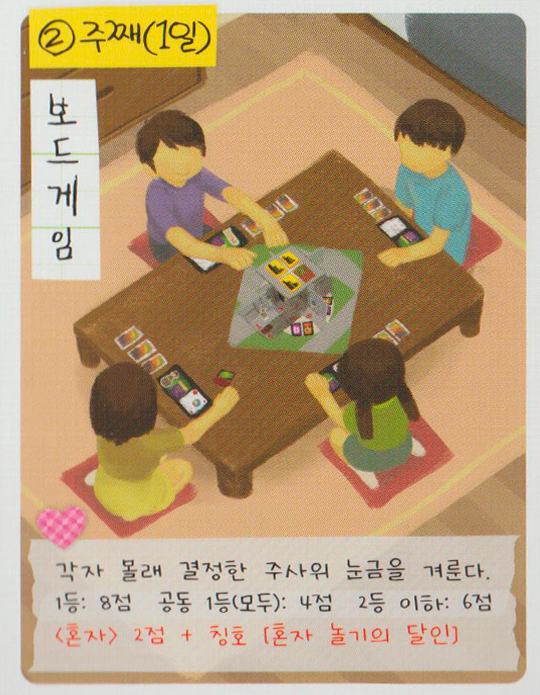 ② 주째(1일)
보드게임
각자 몰래 결정한 주사위 눈금을 겨룬다.
1등: 8점 공동 1등(모두): 4점 2등 이하: 6점
<혼자> 2점 + 칭호 [혼자 놀기의 달인]